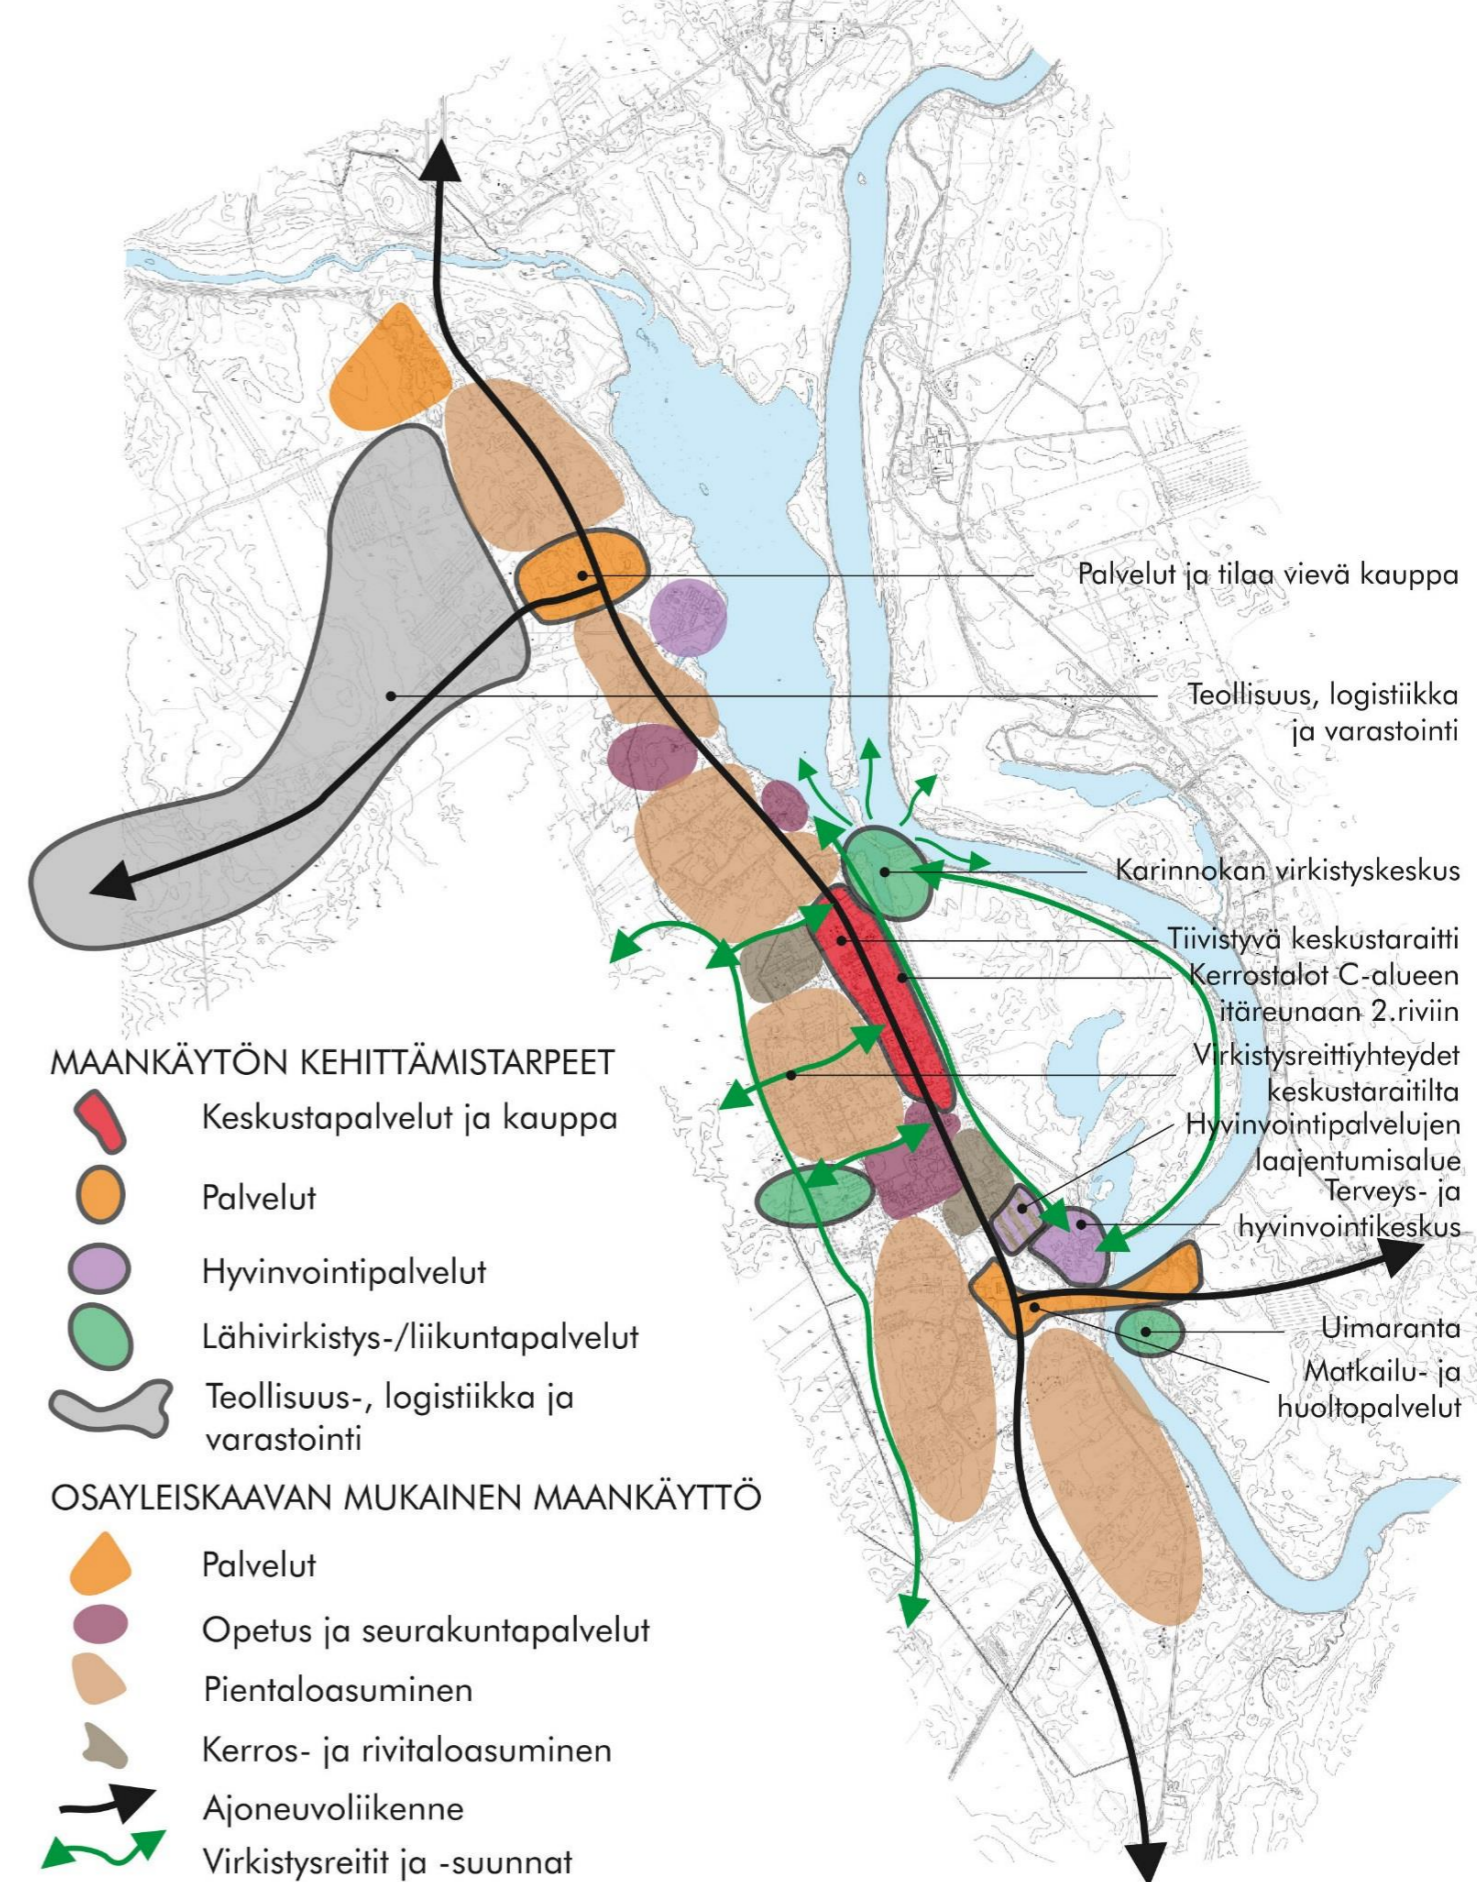 Palvelut ja tilaa vievä kauppa
Teollisuus, logistiikka
ja varastointi
Karinnokan virkistyskeskus
Tiivistyvä keskustaraitti
Kerrostalot C-alueen
itäreunaan 2.riviin
Virkistysreittiyhteydet
keskustaraitilta
Hyvinvointipalvelujen
laajentumisalue
Terveys- ja
hyvinvointikeskus
Uimaranta
Matkailu- ja
huoltopalvelut
MAANKÄYTÖN KEHITTÄMISTARPEET
Keskustapalvelut ja kauppa
Palvelut
Hyvinvointipalvelut
Lähivirkistys-/liikuntapalvelut
Teollisuus-, logistiikka ja
varastointi
OSAYLEISKAAVAN MUKAINEN MAANKÄYTTÖ
Palvelut
Opetus ja seurakuntapalvelut
Pientaloasuminen
Kerros- ja rivitaloasuminen
Ajoneuvoliikenne
Virkistysreitit ja -suunnat